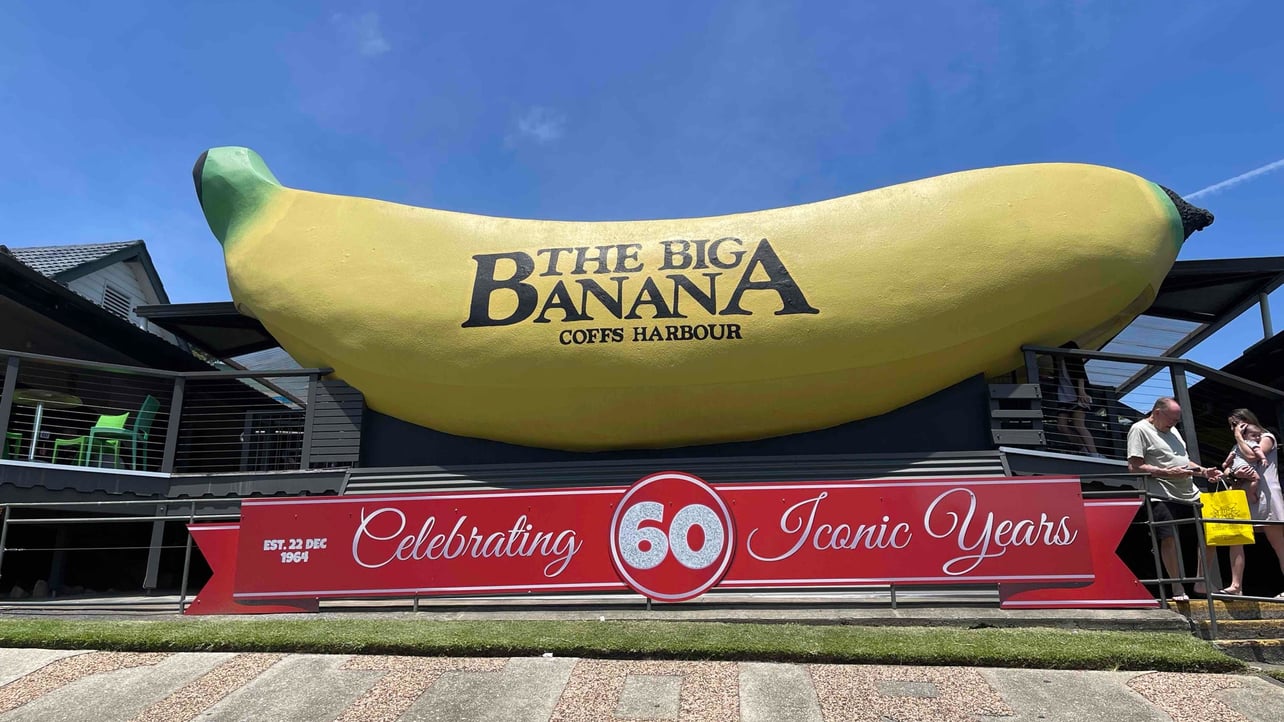 THE BIG
BANANA
COFFS HARBOUR
EST. 22 DEC
1964
Celebrating 60 Iconic Years